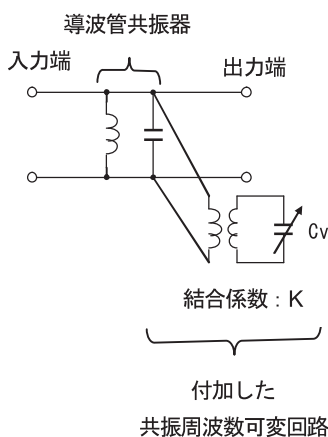 導波管共振器
入力端
出力端
Cv
結合係数：K
付加した
共振周波数可変回路